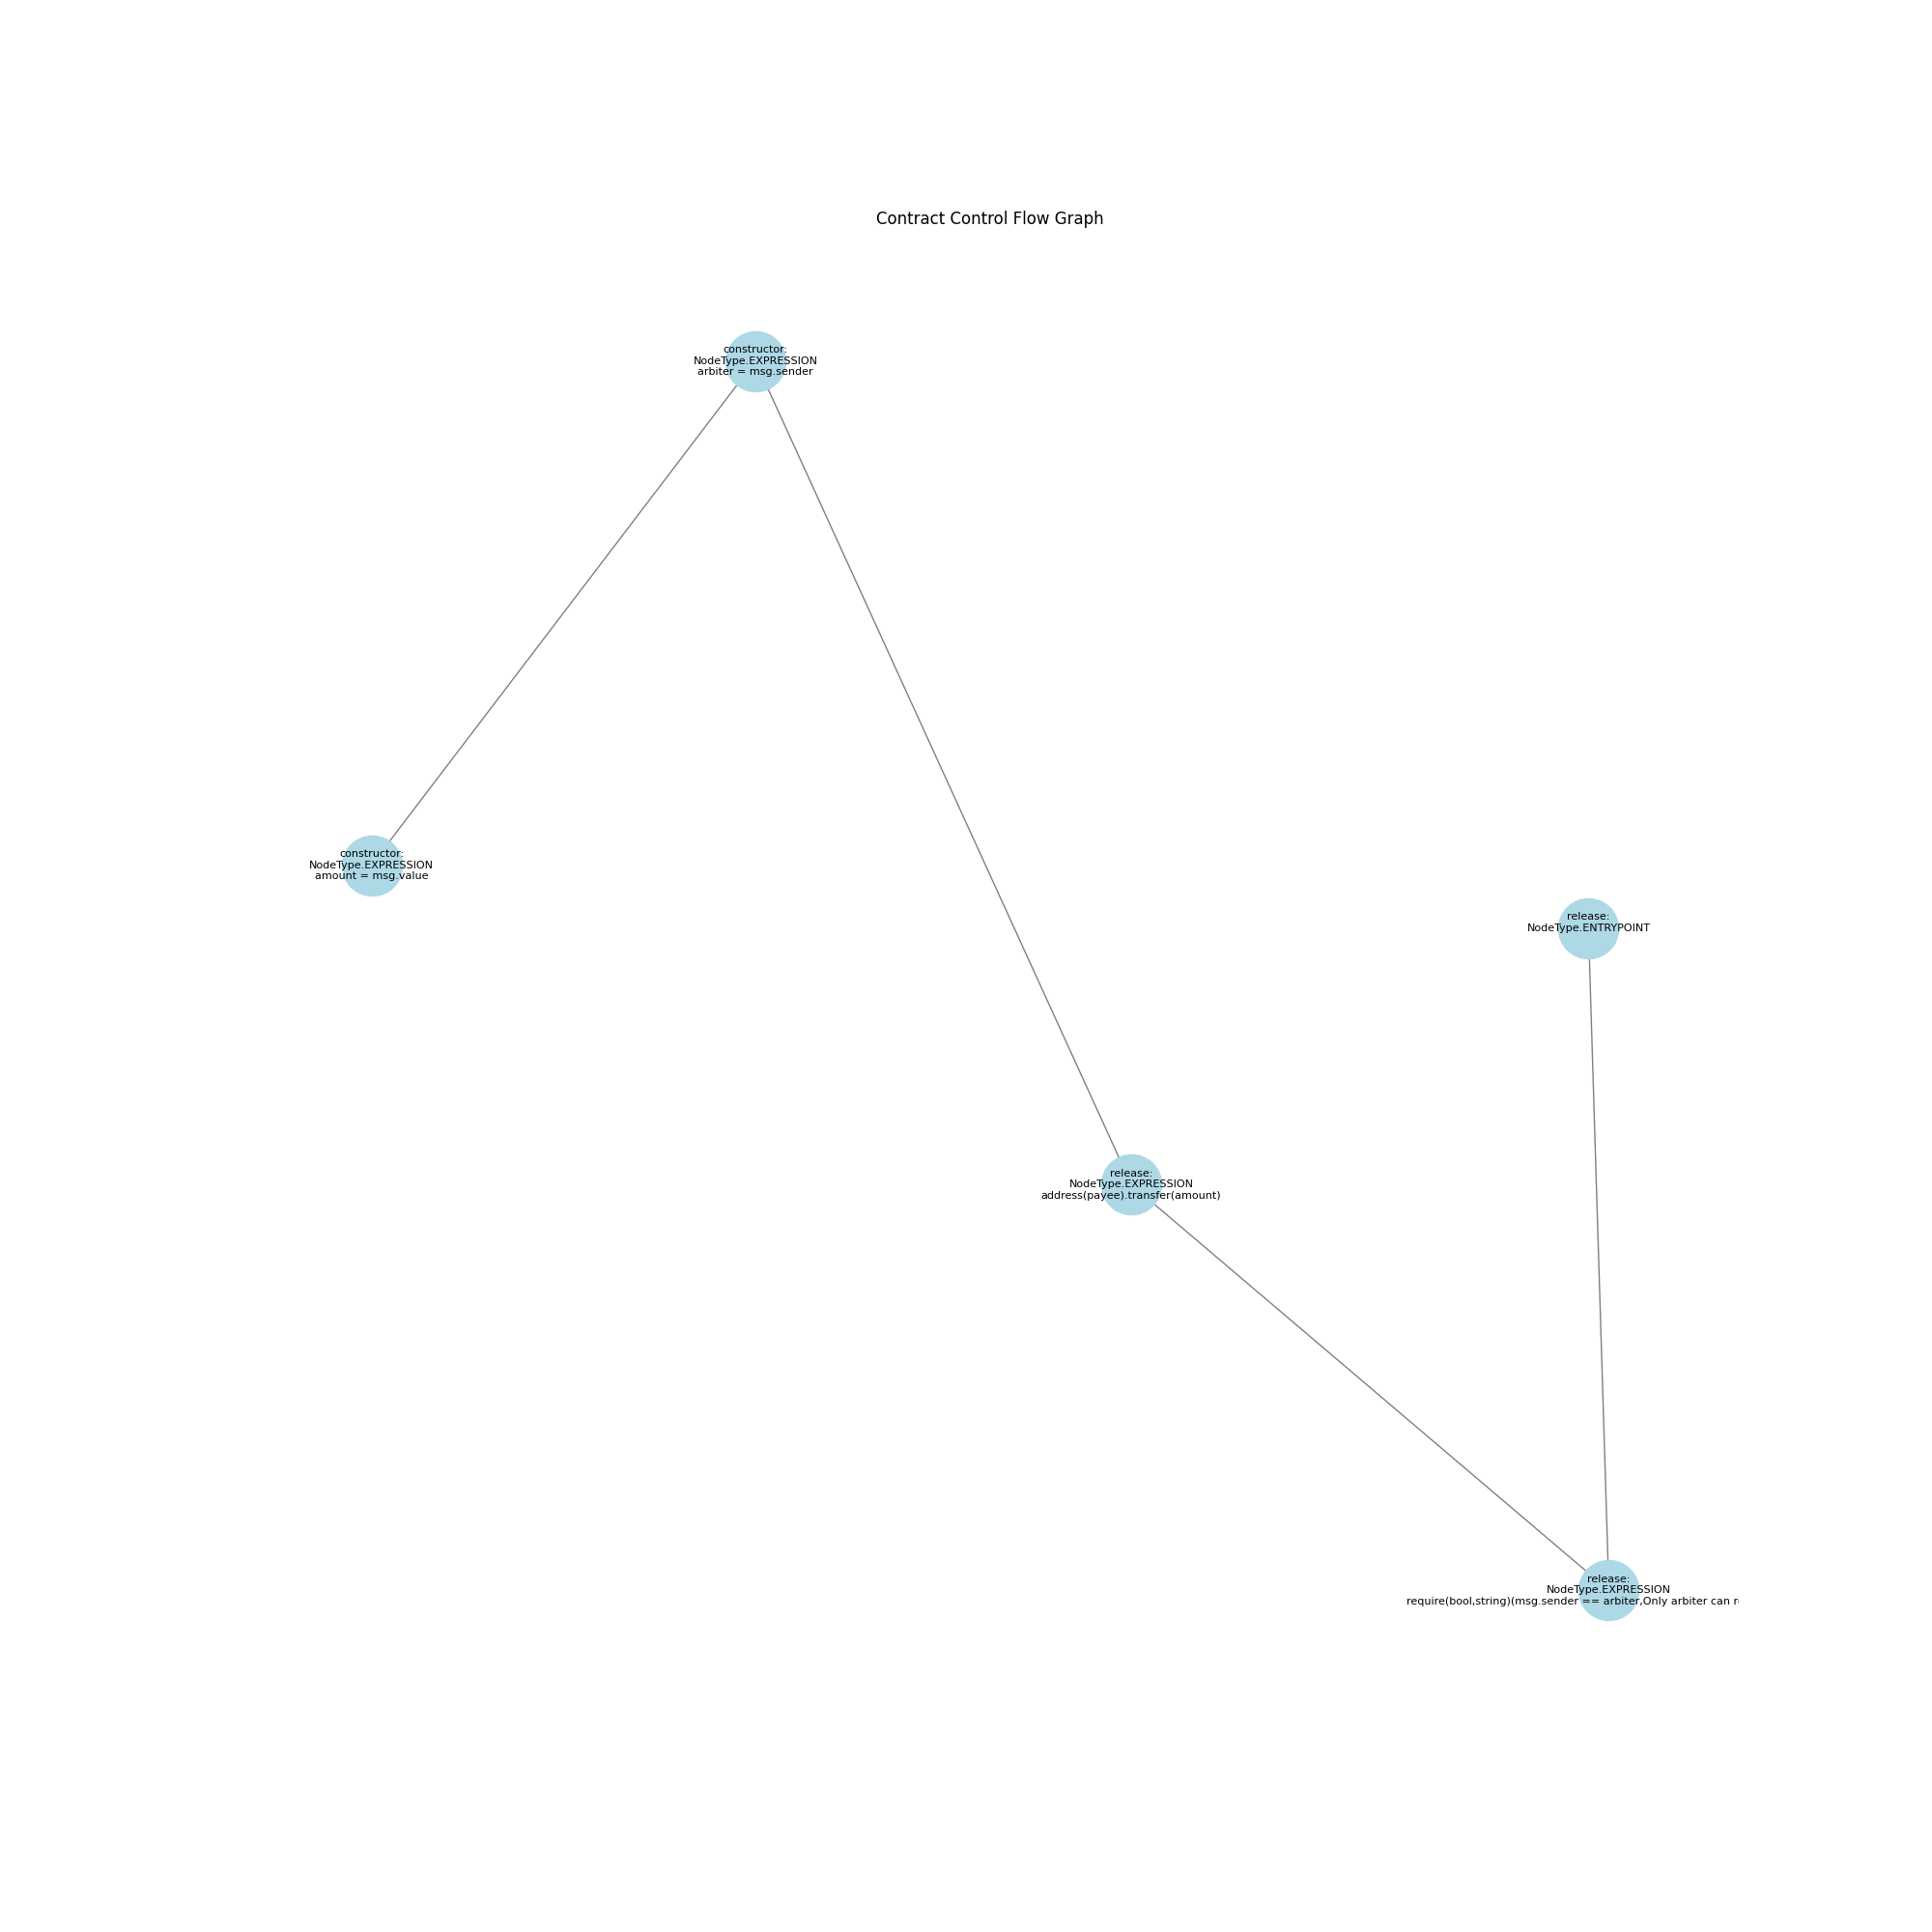 Contract Control Flow Graph
constructor:
NodeType.EXPRESSION
arbiter = msg.sender
constructor:
NodeType.EXPRESSION
amount = msg.value
release:
NodeType.ENTRYPOINT
release:
NodeType.EXPRESSION
address(payee).transfer(amount)
release:
NodeType.EXPRESSION
require(bool,string)(msg.sender == arbiter,Only arbiter can